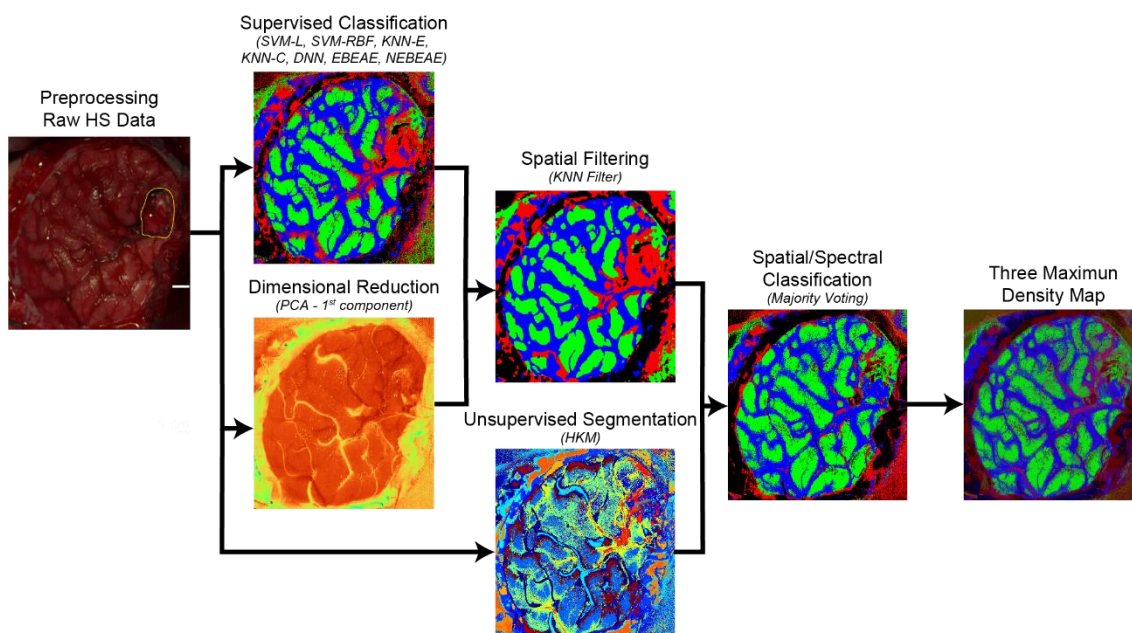 Preprocessing
Raw HS Data
Supervised Classification
(SVM-L, SVM-RBF, KNN-E,
KNN-C, DNN, EBEAE, NEBEAE)
Dimensional Reduction
(PCA - 1st component)
Spatial Filtering
(KNN Filter)
Unsupervised Segmentation
(HKM)
Spatial/Spectral
Classification
(Majority Voting)
Three Maximun
Density Map